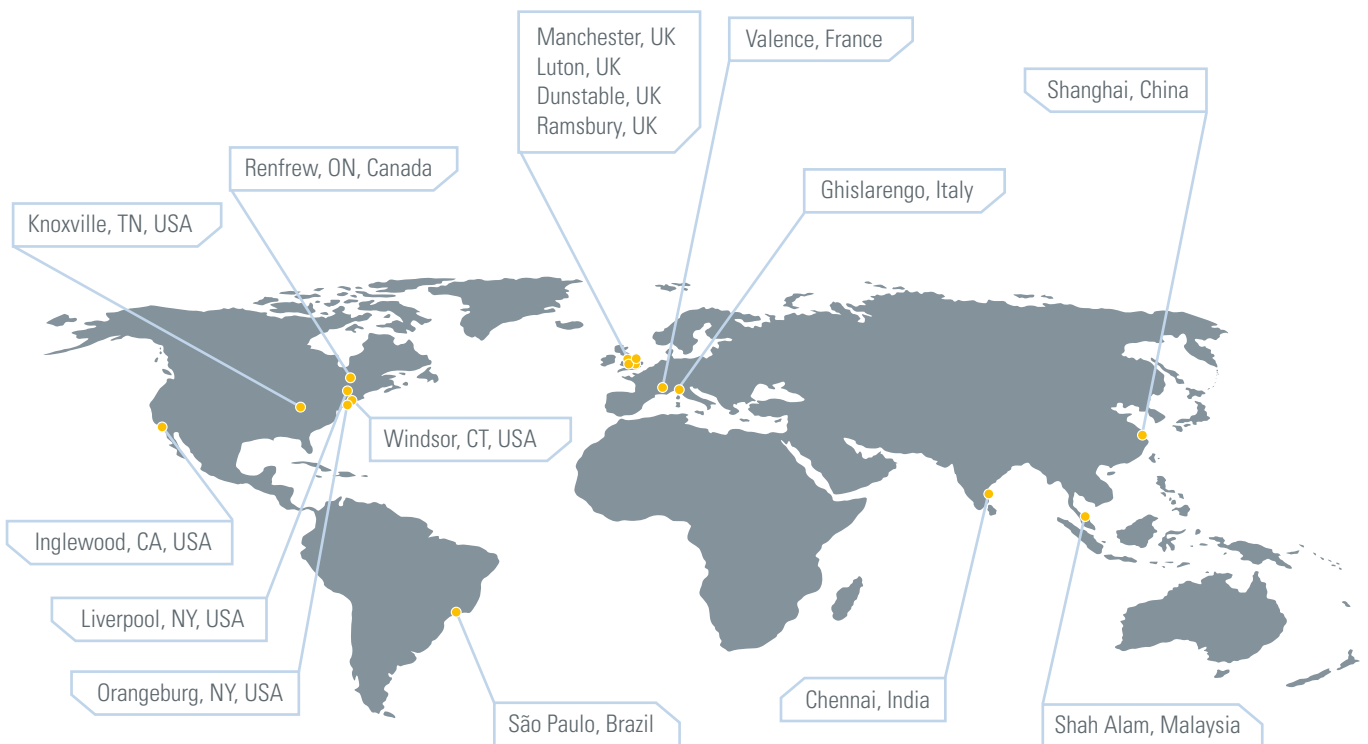 Manchester, UK
Luton, UK
Dunstable, UK
Ramsbury, UK
Valence, France
Shanghai, China
Renfrew, ON, Canada
Ghislarengo, Italy
Knoxville, TN, USA
Windsor, CT, USA
Inglewood, CA, USA
Liverpool, NY, USA
Orangeburg, NY, USA
São Paulo, Brazil
Chennai, India
Shah Alam, Malaysia